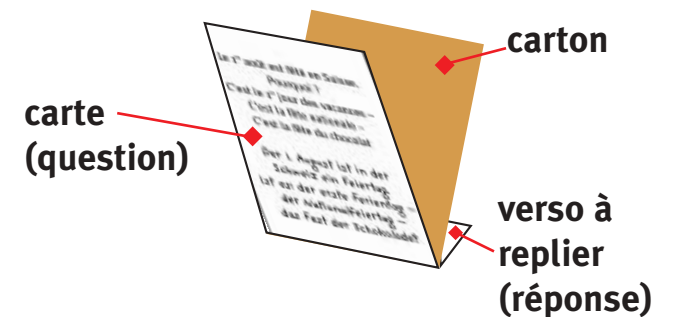 carton
carte
(question)
Le 1er août est fêté en Suisse.
Pourquoi ?
C'est le 1er jour des vacances –
C'est la fête nationale –
C'est la fête du chocolat
Der 1. August ist in der
Schweiz ein Feiertag
ist es: der erste Ferientag –
der Nationalfeiertag –
das Fest der Schokolade?
verso à
replier
(réponse)